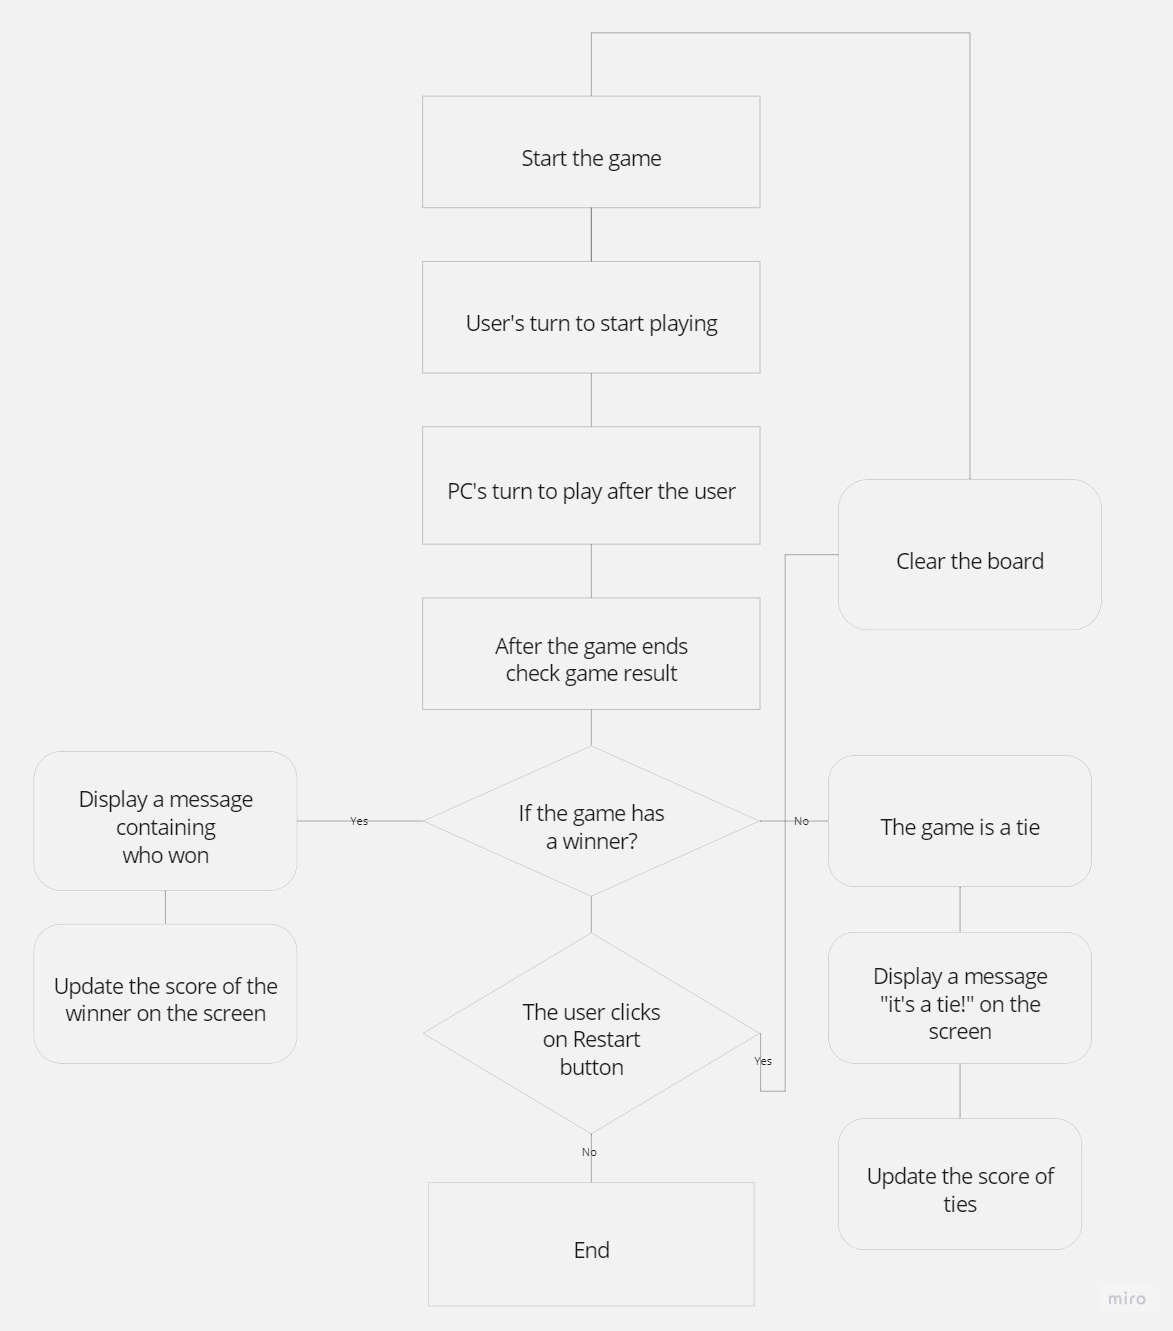 Start the game
User's turn to start playing
PC's turn to play after the user
Clear the board
After the game ends
check game result
If the game has
a winner?
Yes
No
Display a message
containing
who won
The game is a tie
Update the score of the
winner on the screen
Display a message
"it's a tie!" on the
screen
The user clicks
on Restart
button
Yes
No
Update the score of
ties
End
miro